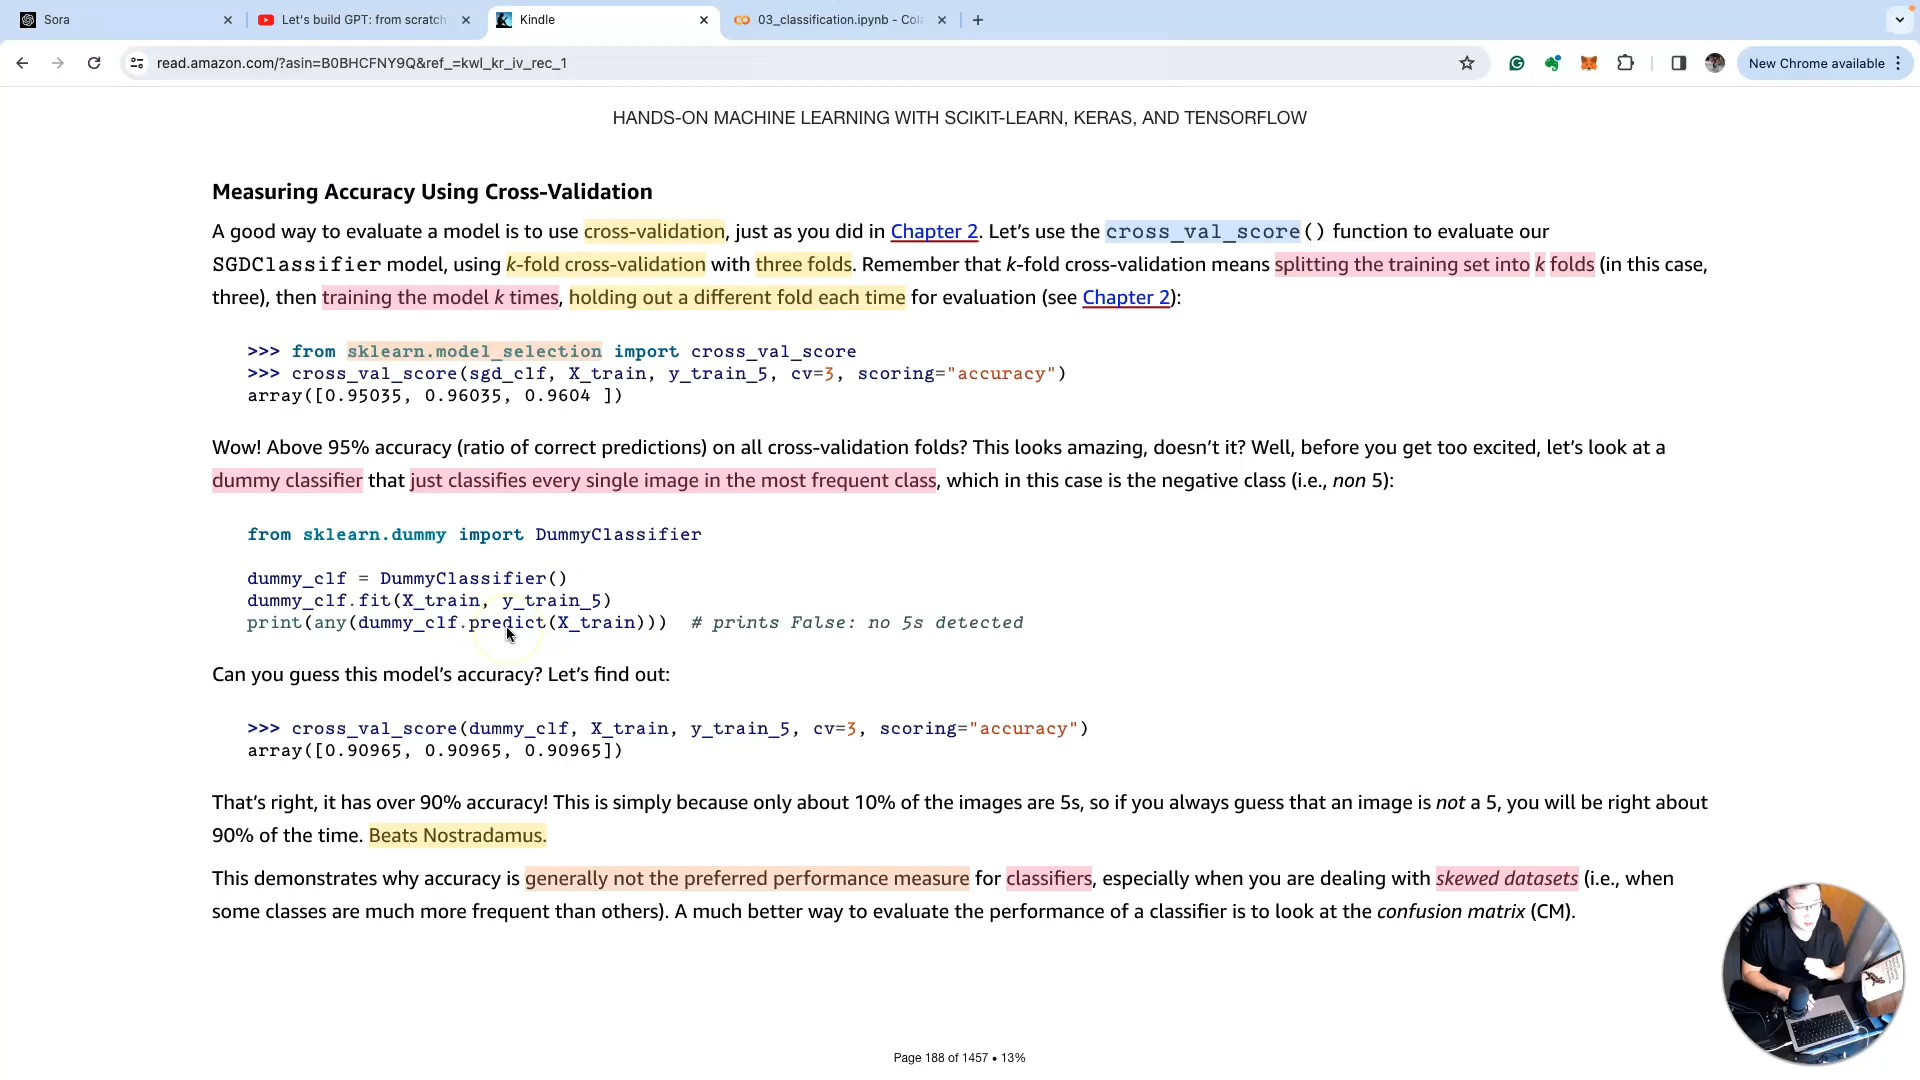 Sora
Let's build GPT: from scratch
Kindle
03_classification.ipynb - Cola
read.amazon.com/?asin=B0BHCFNY9Q&ref_=kwl_kr_iv_rec_1
New Chrome available
HANDS-ON MACHINE LEARNING WITH SCIKIT-LEARN, KERAS, AND TENSORFLOW
Measuring Accuracy Using Cross-Validation
A good way to evaluate a model is to use cross-validation, just as you did in Chapter 2. Let’s use the cross_val_score() function to evaluate our
SGDClassifier model, using k-fold cross-validation with three folds. Remember that k-fold cross-validation means splitting the training set into k folds (in this case,
three), then training the model k times, holding out a different fold each time for evaluation (see Chapter 2):
>>> from sklearn.model_selection import cross_val_score
>>> cross_val_score(sgd_clf, X_train, y_train_5, cv=3, scoring="accuracy")
array([0.95035, 0.96035, 0.9604 ])
Wow! Above 95% accuracy (ratio of correct predictions) on all cross-validation folds? This looks amazing, doesn’t it? Well, before you get too excited, let’s look at a
dummy classifier that just classifies every single image in the most frequent class, which in this case is the negative class (i.e., non 5):
from sklearn.dummy import DummyClassifier
dummy_clf = DummyClassifier()
dummy_clf.fit(X_train, y_train_5)
print(any(dummy_clf.predict(X_train)))  # prints False: no 5s detected
Can you guess this model’s accuracy? Let’s find out:
>>> cross_val_score(dummy_clf, X_train, y_train_5, cv=3, scoring="accuracy")
array([0.90965, 0.90965, 0.90965])
That’s right, it has over 90% accuracy! This is simply because only about 10% of the images are 5s, so if you always guess that an image is not a 5, you will be right about
90% of the time. Beats Nostradamus.
This demonstrates why accuracy is generally not the preferred performance measure for classifiers, especially when you are dealing with skewed datasets (i.e., when
some classes are much more frequent than others). A much better way to evaluate the performance of a classifier is to look at the confusion matrix (CM).
Page 188 of 1457 • 13%